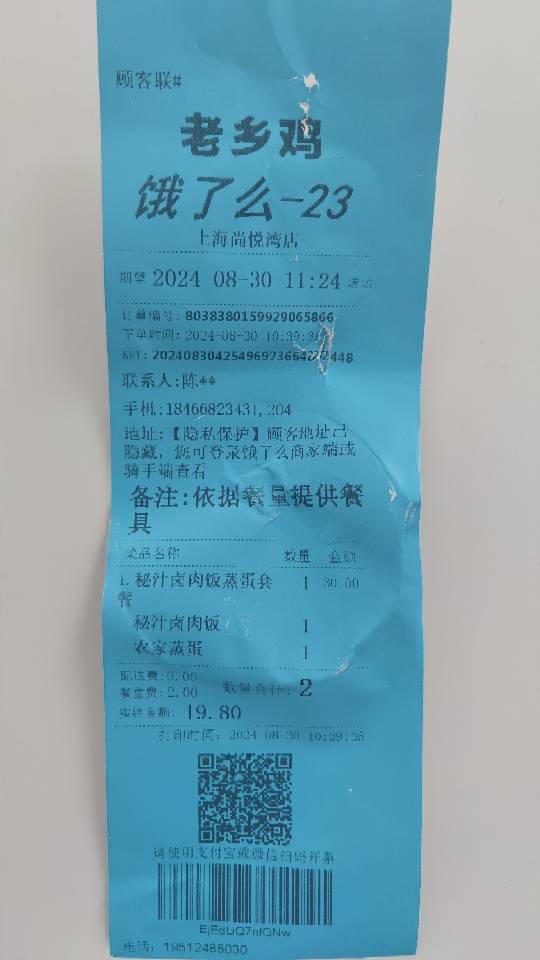 顾客联#
老乡鸡
饿了么-23
上海尚悦湾店
期望 2024 08-30 11:24 送达
订单编号: 8038380159929065866
下单时间: 2024-08-30 10:39:3
KEY: 20240830425496973664 448
联系人:陈**
手机:18466823431,204
地址:【隐私保护】顾客地址已
隐藏,您可登录饿了么商家端或
骑手端查看
备注:依据餐量提供餐
具
菜品名称 数量 金额
1.秘汁卤肉饭蒸蛋套 1 30.00
餐
秘汁卤肉饭 1
农家蒸蛋 1
配送费:0.00
餐盒费:2.00 数量合计: 2
实结金额: 19.80
打印时间: 2024-08-30 10:39:36
请使用支付宝或微信扫码开票
EjEdUQ7nfQNw
电话: 19512488030